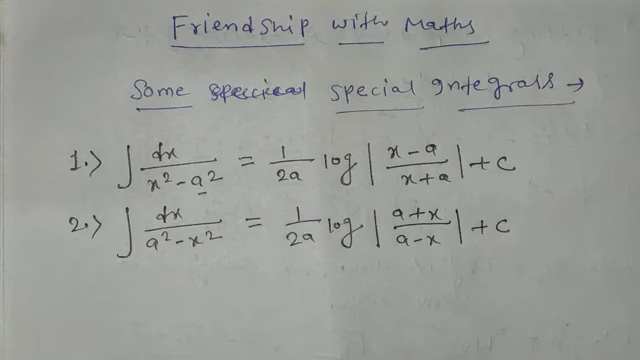 Friendship with Maths
Some special Integrals →
1.> ∫ dx / x² - a² = 1/2a log | x - a / x + a | + c
2.> ∫ dx / a² - x² = 1/2a log | a + x / a - x | + c